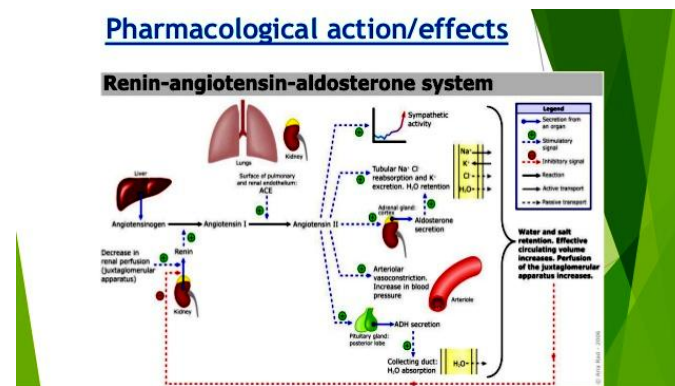 Pharmacological action/effects
Renin-angiotensin-aldosterone system
Legend
Secretion from
an organ
Stimulatory
signal
Inhibitory signal
Reaction
Active transport
Passive transport
Lungs
Kidney
Surface of pulmonary
and renal endothelium:
ACE
Liver
Angiotensinogen
Angiotensin I
Angiotensin II
Decrease in
renal perfusion
(juxtaglomerular
apparatus)
Renin
Kidney
Sympathetic
activity
Tubular Na⁺ Cl⁻
reabsorption and K⁺
excretion. H₂O retention
Adrenal gland:
cortex
Aldosterone
secretion
Arteriolar
vasoconstriction.
Increase in blood
pressure
Arteriole
Pituitary gland:
posterior lobe
ADH secretion
Collecting duct:
H₂O absorption
Na⁺
K⁺
Cl⁻
H₂O
H₂O
Water and salt
retention. Effective
circulating volume
increases. Perfusion
of the juxtaglomerular
apparatus increases.